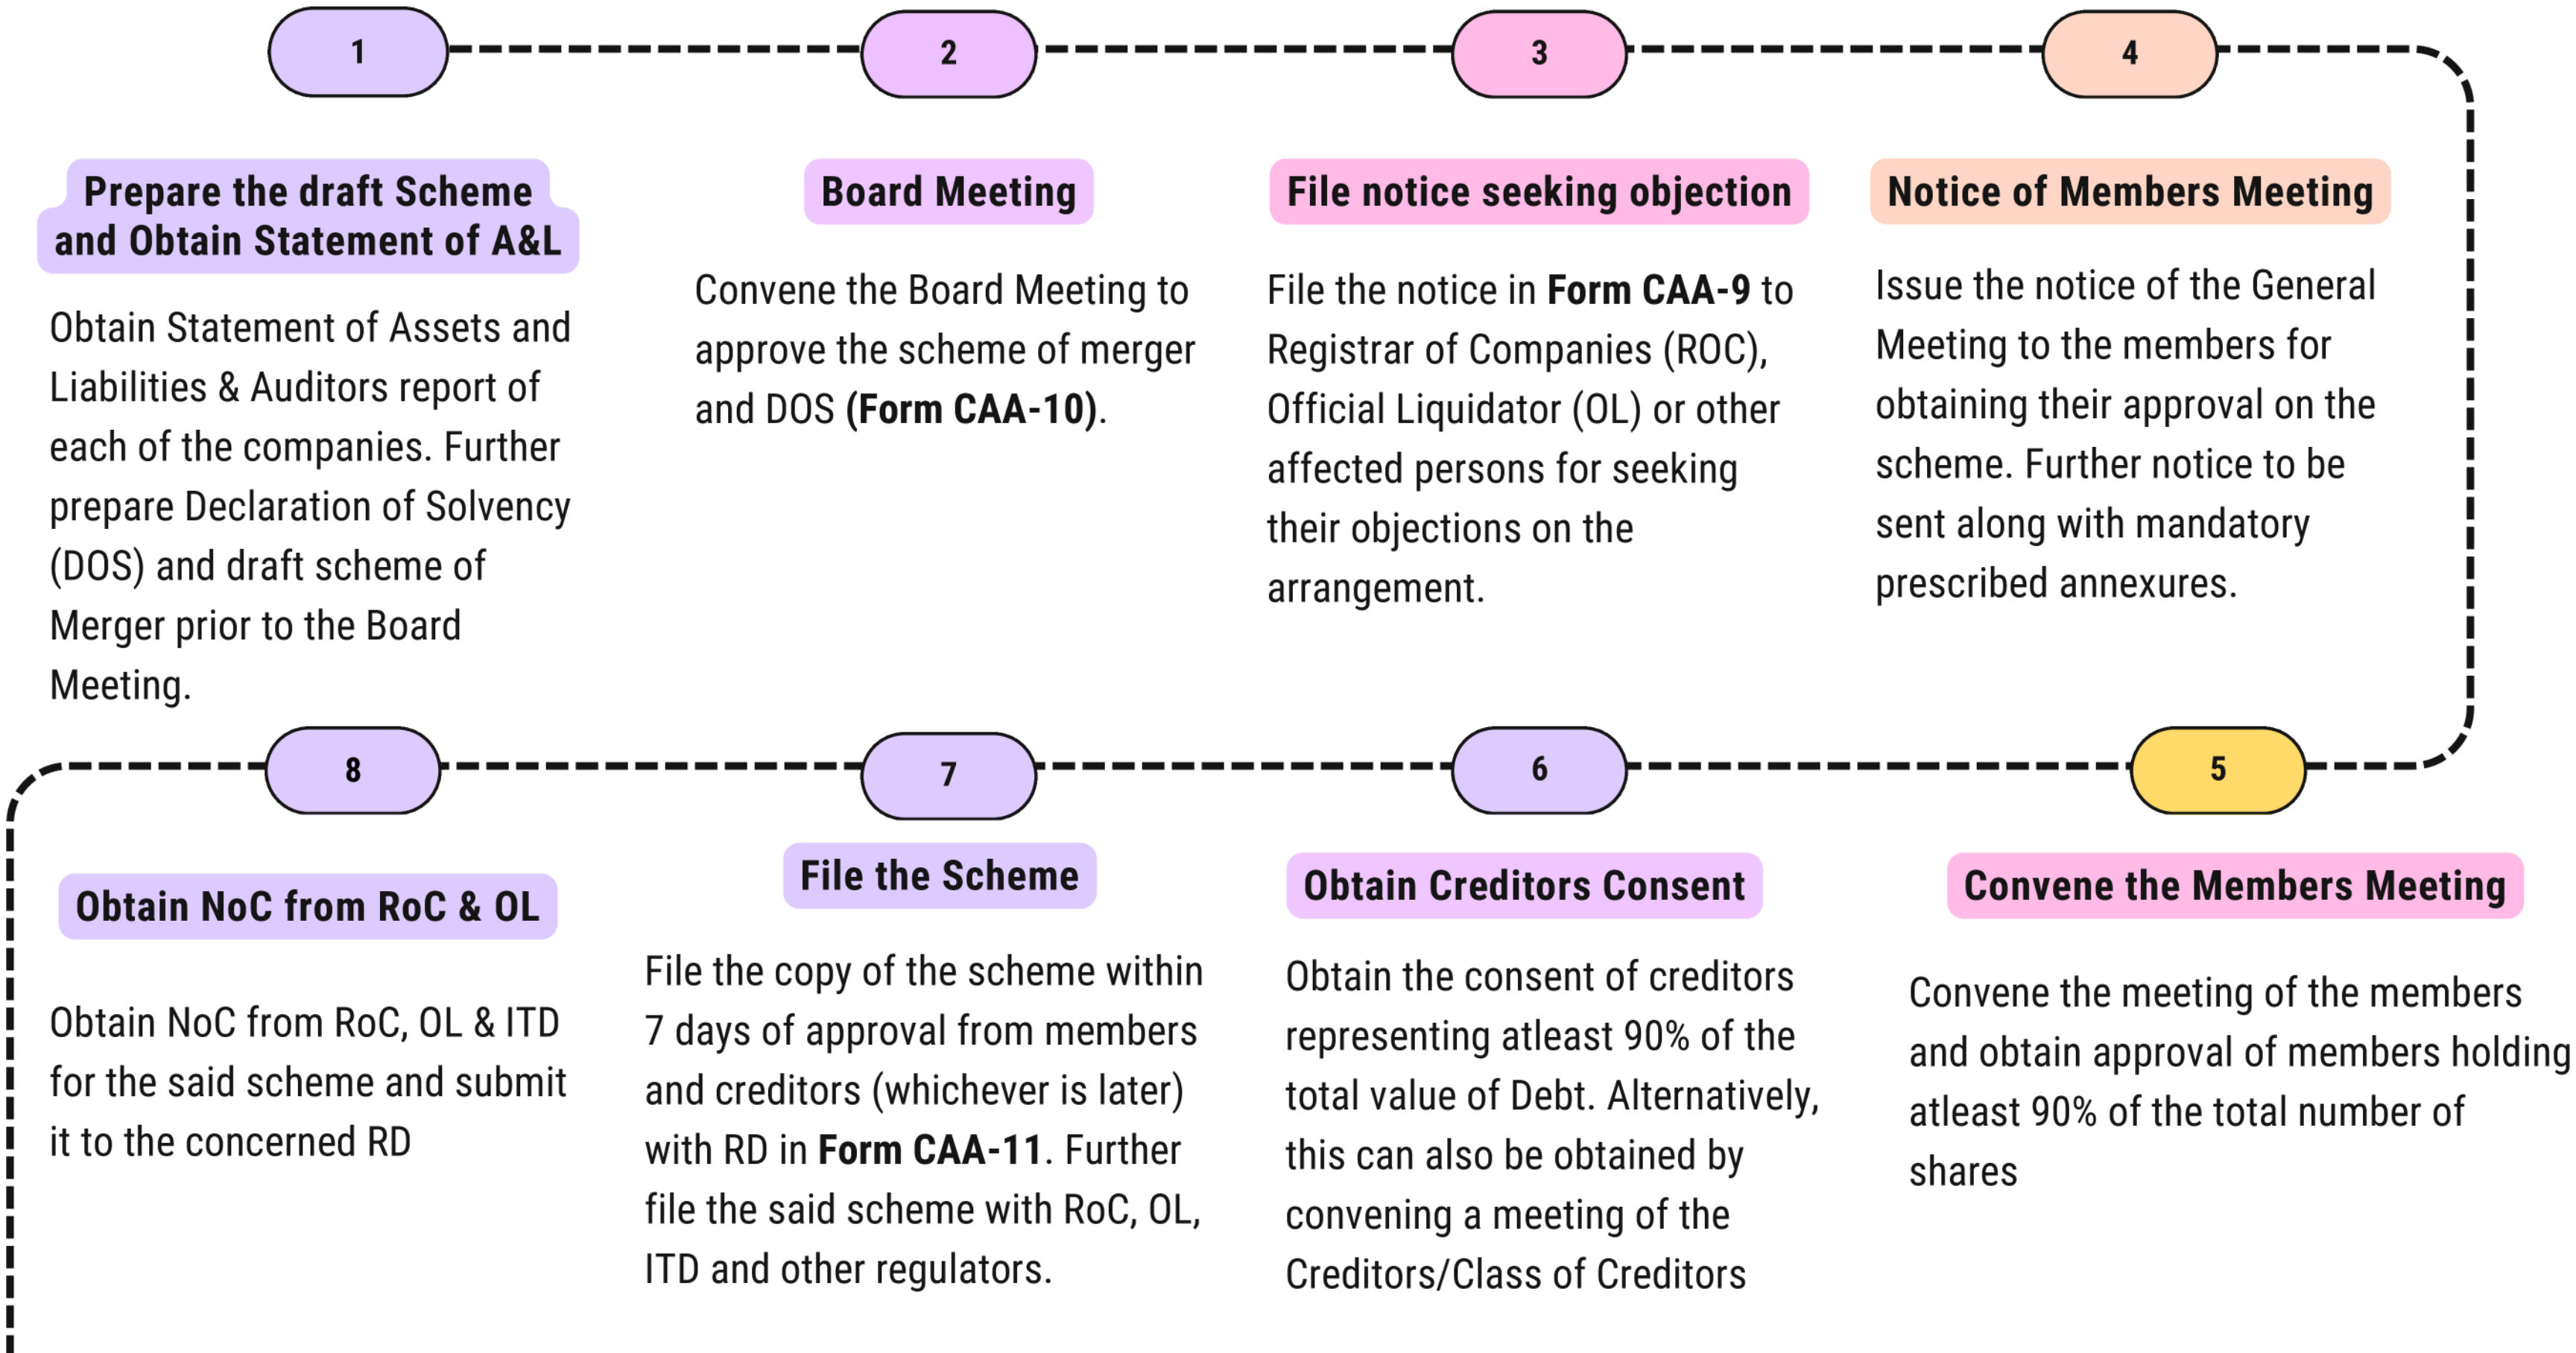 1
Prepare the draft Scheme
and Obtain Statement of A&L
Obtain Statement of Assets and
Liabilities & Auditors report of
each of the companies. Further
prepare Declaration of Solvency
(DOS) and draft scheme of
Merger prior to the Board
Meeting.
2
Board Meeting
Convene the Board Meeting to
approve the scheme of merger
and DOS (Form CAA-10).
3
File notice seeking objection
File the notice in Form CAA-9 to
Registrar of Companies (ROC),
Official Liquidator (OL) or other
affected persons for seeking
their objections on the
arrangement.
4
Notice of Members Meeting
Issue the notice of the General
Meeting to the members for
obtaining their approval on the
scheme. Further notice to be
sent along with mandatory
prescribed annexures.
5
Convene the Members Meeting
Convene the meeting of the members
and obtain approval of members holding
atleast 90% of the total number of
shares
6
Obtain Creditors Consent
Obtain the consent of creditors
representing atleast 90% of the
total value of Debt. Alternatively,
this can also be obtained by
convening a meeting of the
Creditors/Class of Creditors
7
File the Scheme
File the copy of the scheme within
7 days of approval from members
and creditors (whichever is later)
with RD in Form CAA-11. Further
file the said scheme with RoC, OL,
ITD and other regulators.
8
Obtain NoC from RoC & OL
Obtain NoC from RoC, OL & ITD
for the said scheme and submit
it to the concerned RD